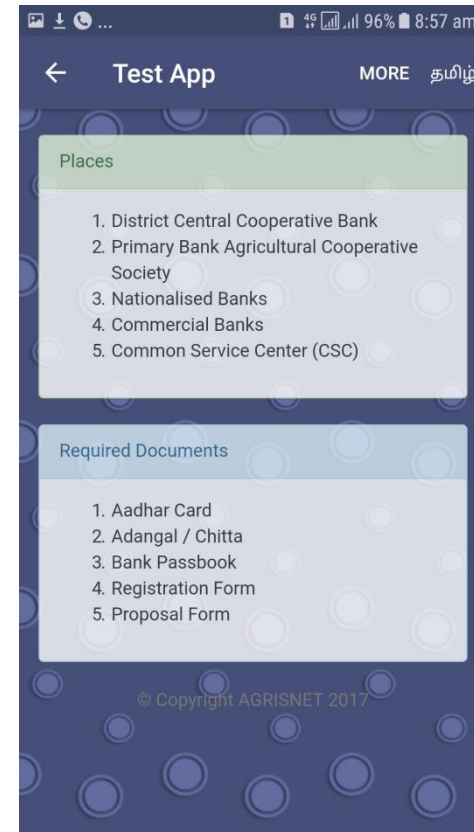 ... 1 4G 96% 8:57 am
Test App MORE தமிழ்
Places
1. District Central Cooperative Bank
2. Primary Bank Agricultural Cooperative
Society
3. Nationalised Banks
4. Commercial Banks
5. Common Service Center (CSC)
Required Documents
1. Aadhar Card
2. Adangal / Chitta
3. Bank Passbook
4. Registration Form
5. Proposal Form
© Copyright AGRISNET 2017